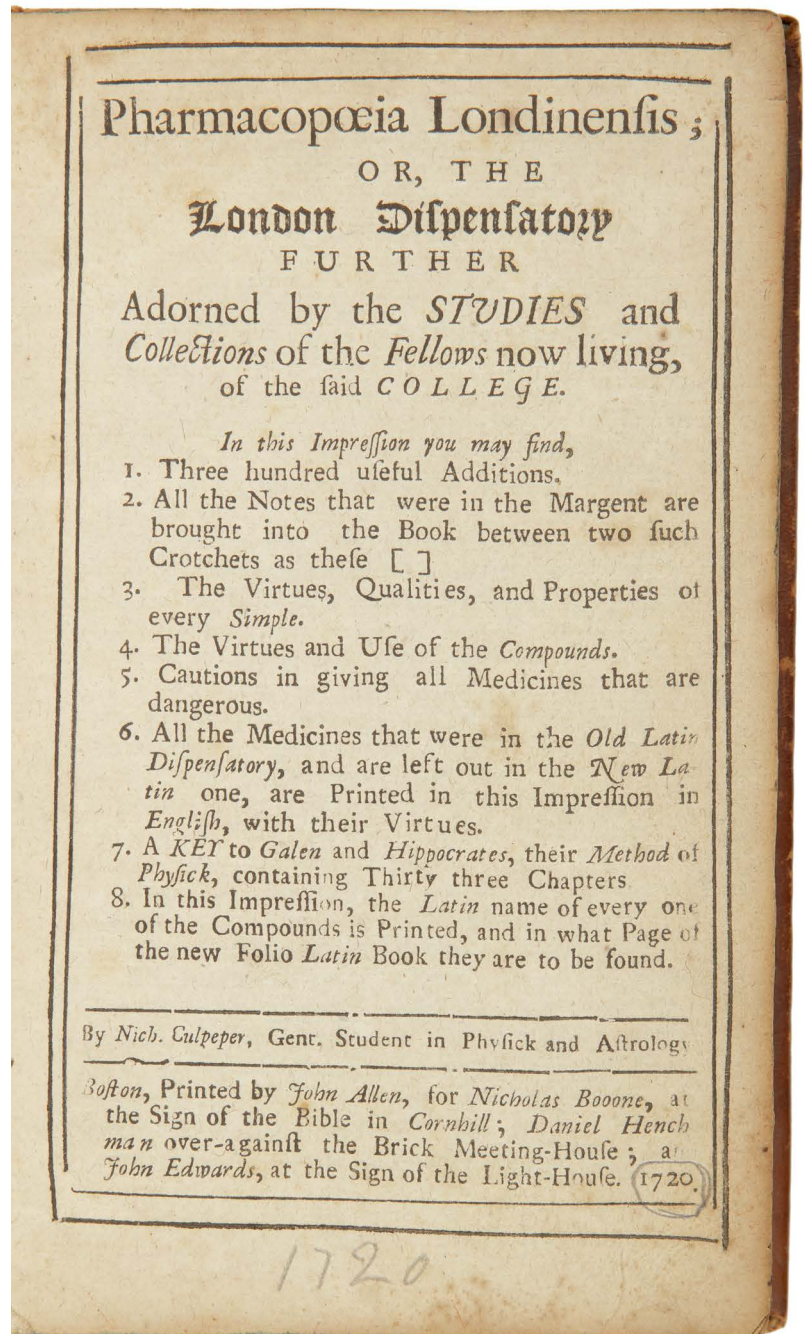 Pharmacopœia Londinenſis;
OR, THE
London Diſpenſatory
FURTHER
Adorned by the STVDIES and
Collections of the Fellows now living,
of the ſaid COLLEGE.
In this Impreſſion you may find,
1. Three hundred uſeful Additions.
2. All the Notes that were in the Margent are
brought into the Book between two ſuch
Crotchets as theſe [ ]
3. The Virtues, Qualities, and Properties of
every Simple.
4. The Virtues and Uſe of the Compounds.
5. Cautions in giving all Medicines that are
dangerous.
6. All the Medicines that were in the Old Latin
Diſpenſatory, and are left out in the New La
tin one, are Printed in this Impreſſion in
Engliſh, with their Virtues.
7. A KEY to Galen and Hippocrates, their Method of
Phyſick, containing Thirty three Chapters
8. In this Impreſſion, the Latin name of every one
of the Compounds is Printed, and in what Page of
the new Folio Latin Book they are to be found.
By Nich. Culpeper, Gent. Student in Phyſick and Aſtrology
Boſton, Printed by John Allen, for Nicholas Booone, at
the Sign of the Bible in Cornhill; Daniel Hench
man over-againſt the Brick Meeting-Houſe;
John Edwards, at the Sign of the Light-Houſe. 1720.
1720